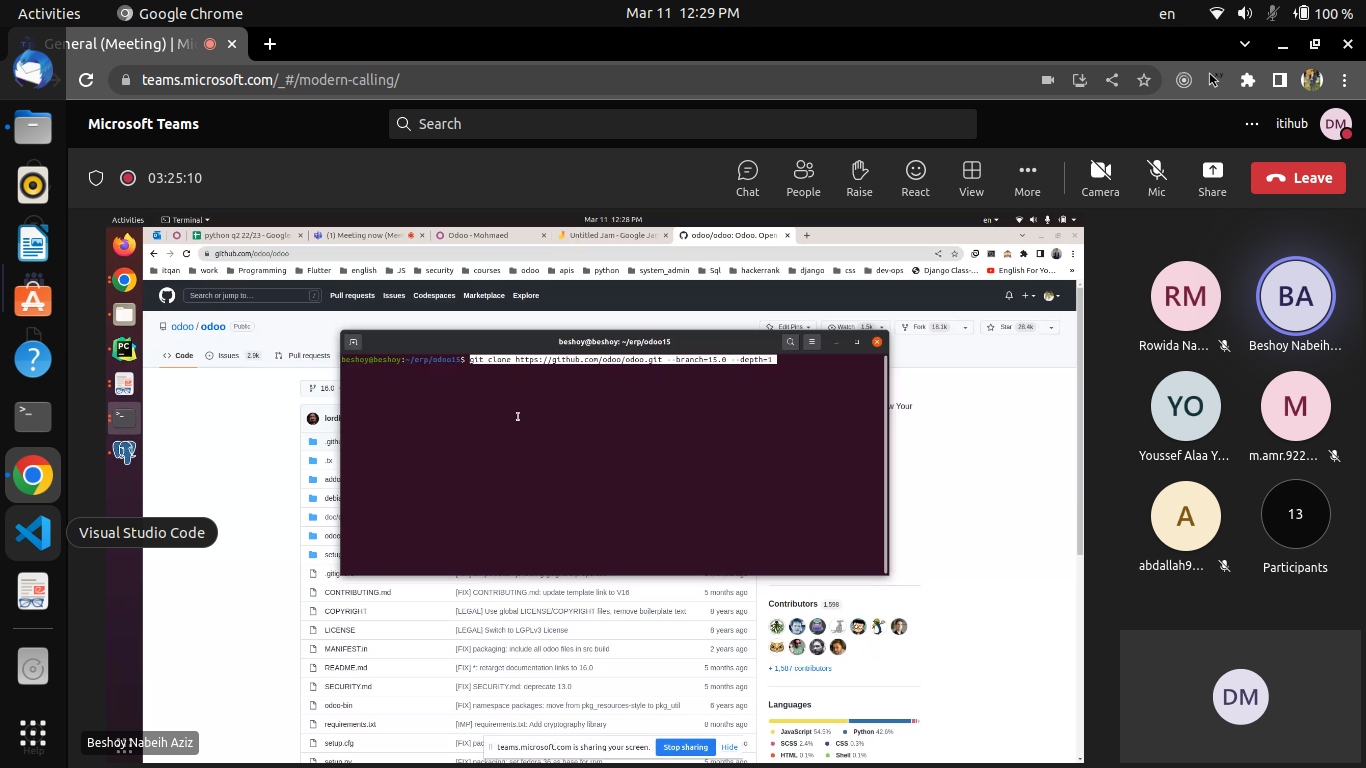 Activities
Google Chrome
Mar 11 12:29 PM
en
100 %
General (Meeting) | Mi
teams.microsoft.com/_#/modern-calling/
Microsoft Teams
Search
itihub
DM
03:25:10
Chat
People
Raise
React
View
More
Camera
Mic
Share
Leave
Activities
Terminal
Mar 11 12:28 PM
en
python q2 22/23 - Google
(1) Meeting now (Mee
Odoo - Mohmaed
Untitled Jam - Google Ja
odoo/odoo: Odoo. Open
github.com/odoo/odoo
itqan
work
Programming
Flutter
english
JS
security
courses
odoo
apis
python
system_admin
Sql
hackerrank
django
css
dev-ops
Django Class-...
English For Yo...
»
Search or jump to...
/
Pull requests
Issues
Codespaces
Marketplace
Explore
odoo / odoo
Public
Edit Pins
Watch
1.5k
Fork
18.1k
Star
26.4k
Code
Issues
2.9k
Pull requests
beshoy@beshoy: ~/erp/odoo15
beshoy@beshoy:~/erp/odoo15$ git clone https://github.com/odoo/odoo.git --branch=15.0 --depth=1
16.0
w Your
lordk
.gith
.tx
addo
debia
doc/
odoo
setup
.gitig
CONTRIBUTING.md
[FIX] CONTRIBUTING.md: update template link to V16
5 months ago
COPYRIGHT
[LEGAL] Use global LICENSE/COPYRIGHT files, remove boilerplate text
8 years ago
LICENSE
[LEGAL] Switch to LGPLv3 License
8 years ago
MANIFEST.in
[FIX] packaging: include all odoo files in src build
2 years ago
README.md
[FIX] *: retarget documentation links to 16.0
5 months ago
SECURITY.md
[FIX] SECURITY.md: deprecate 13.0
5 months ago
odoo-bin
[FIX] namespace packages: move from pkg_resources-style to pkg_util
6 years ago
requirements.txt
[IMP] requirements.txt: Add cryptography library
8 months ago
setup.cfg
[FIX] pac
setup.py
[FIX] packaging: set fedora 36 as base for rpm
Contributors 1,598
+ 1,587 contributors
Languages
JavaScript 54.5%
Python 42.6%
SCSS 2.4%
CSS 0.3%
HTML 0.1%
Shell 0.1%
teams.microsoft.com is sharing your screen.
Stop sharing
Hide
Visual Studio Code
Beshoy Nabeih Aziz
Help
RM
Rowida Na...
BA
Beshoy Nabeih...
YO
Youssef Alaa Y...
M
m.amr.922...
A
abdallah9...
13
Participants
DM